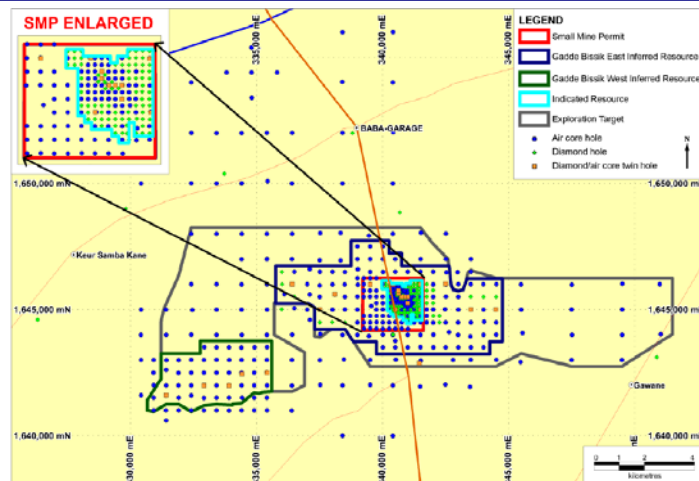 SMP ENLARGED
335,000 mE
345,000 mE
LEGEND
Small Mine Permit
Gadde Bissik East Inferred Resource
Gadde Bissik West Inferred Resource
Indicated Resource
Exploration Target
Air core hole
Diamond hole
Diamond/air core twin hole
N
BABA-GARAGE
1,650,000 mN
1,650,000 mN
Keur Samba Kane
1,645,000 mN
1,645,000 mN
Gawane
1,640,000 mN
1,640,000 mN
335,000 mE
340,000 mE
345,000 mE
0 1 2 4
kilometres